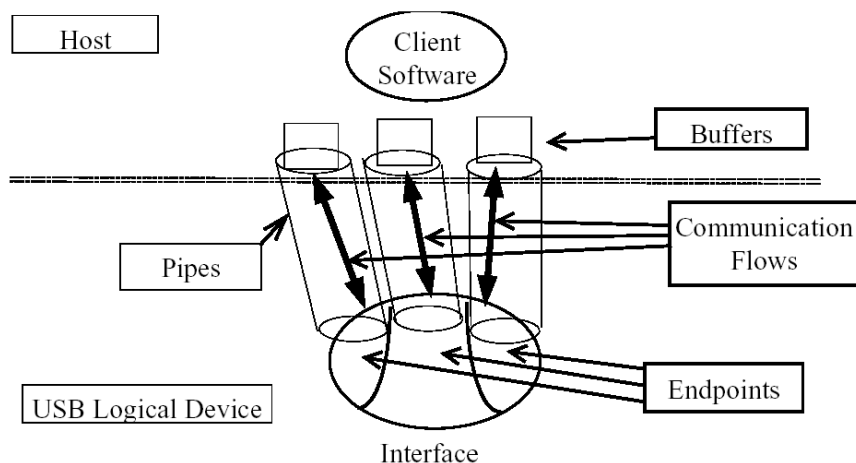 Host
Client
Software
Buffers
Communication
Flows
Pipes
Endpoints
USB Logical Device
Interface